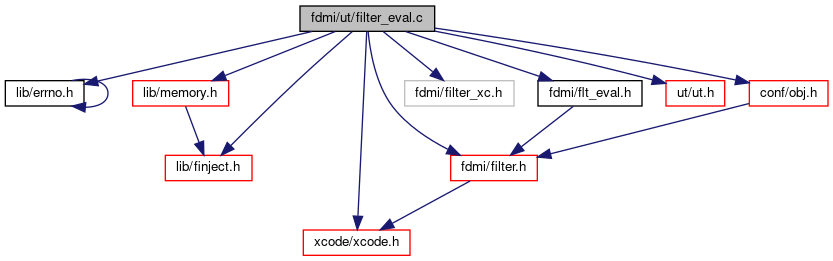 fdmi/ut/filter_eval.c
lib/errno.h
lib/memory.h
fdmi/filter_xc.h
fdmi/flt_eval.h
ut/ut.h
conf/obj.h
lib/finject.h
fdmi/filter.h
xcode/xcode.h